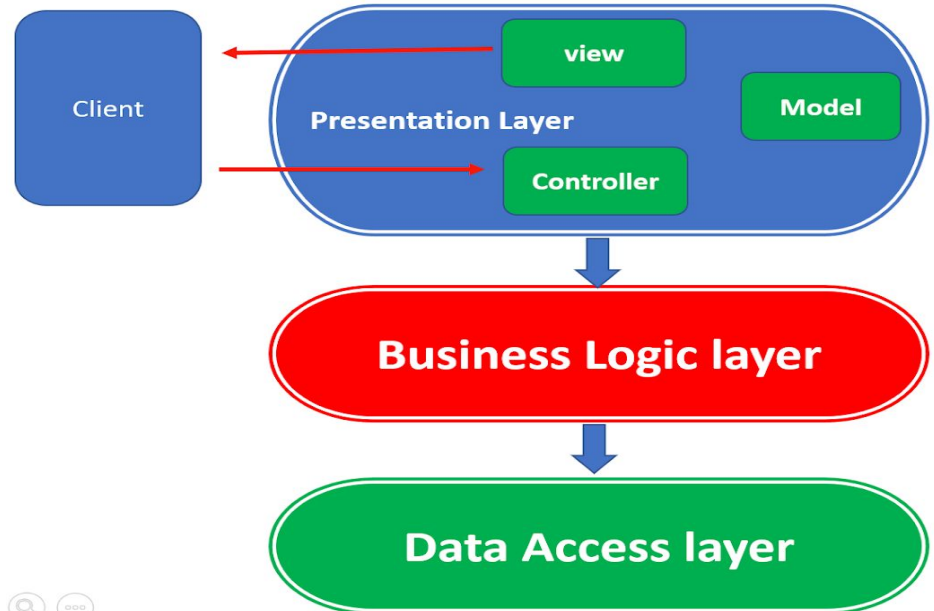 Client
view
Model
Presentation Layer
Controller
Business Logic layer
Data Access layer